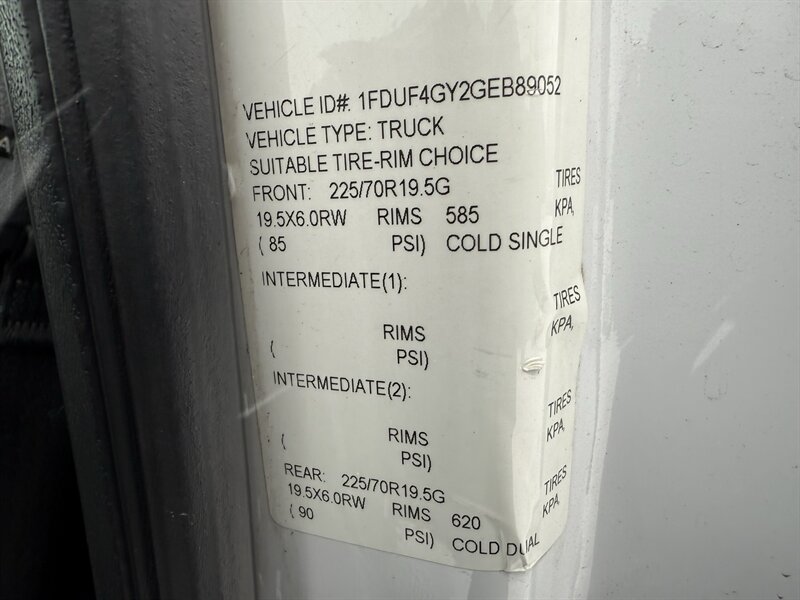 VEHICLE ID#. 1FDUF4GY2GEB89052
VEHICLE TYPE: TRUCK
SUITABLE TIRE-RIM CHOICE
FRONT: 225/70R19.5G TIRES
19.5X6.0RW RIMS 585 KPA,
( 85 PSI) COLD SINGLE
INTERMEDIATE(1):
TIRES
RIMS KPA,
( PSI)
INTERMEDIATE(2):
TIRES
RIMS KPA,
( PSI)
REAR: 225/70R19.5G TIRES
19.5X6.0RW RIMS 620 KPA,
( 90 PSI) COLD DUAL